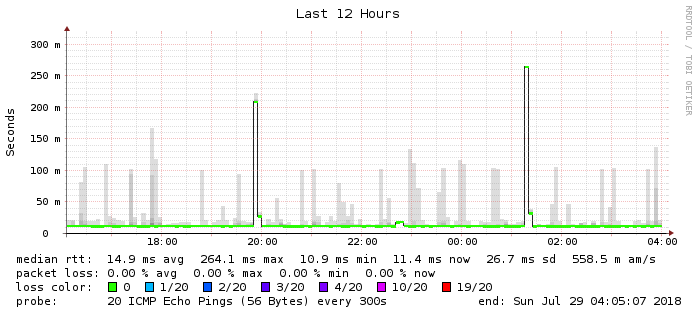 Last 12 Hours
RRDTOOL / TOBI OETIKER
Seconds
300 m
250 m
200 m
150 m
100 m
50 m
0
18:00 20:00 22:00 00:00 02:00 04:00
median rtt: 14.9 ms avg 264.1 ms max 10.9 ms min 11.4 ms now 26.7 ms sd 558.5 m am/s
packet loss: 0.00 % avg 0.00 % max 0.00 % min 0.00 % now
loss color: 0 1/20 2/20 3/20 4/20 10/20 19/20
probe: 20 ICMP Echo Pings (56 Bytes) every 300s end: Sun Jul 29 04:05:07 2018